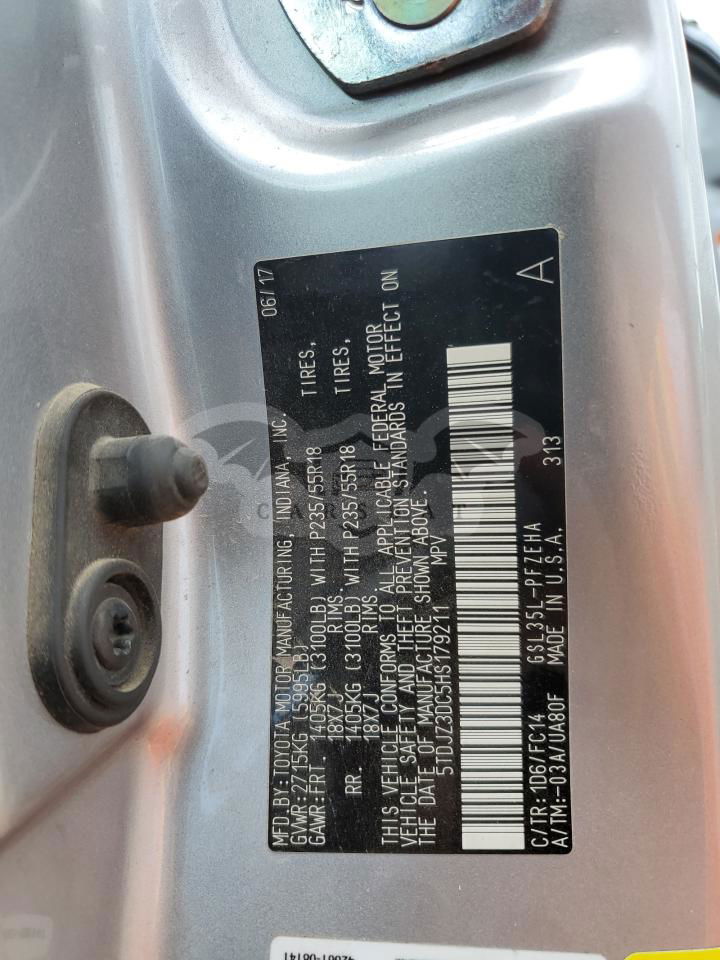 MFD.BY:TOYOTA MOTOR MANUFACTURING, INDIANA, INC. 06/17
GVWR:2715KG (5995LB)
GAWR:FRT. 1405KG (3100LB) WITH P235/55R18 TIRES,
18X7J RIMS,
RR. 1405KG (3100LB) WITH P235/55R18 TIRES,
18X7J RIMS.
THIS VEHICLE CONFORMS TO ALL APPLICABLE FEDERAL MOTOR
VEHICLE SAFETY AND THEFT PREVENTION STANDARDS IN EFFECT ON
THE DATE OF MANUFACTURE SHOWN ABOVE.
5TDJZ3DC5HS179211 MPV
C/TR:1D6/FC14 GSL35L-PFZEHA 313
A/TM:-03A/UA80F MADE IN U.S.A. A